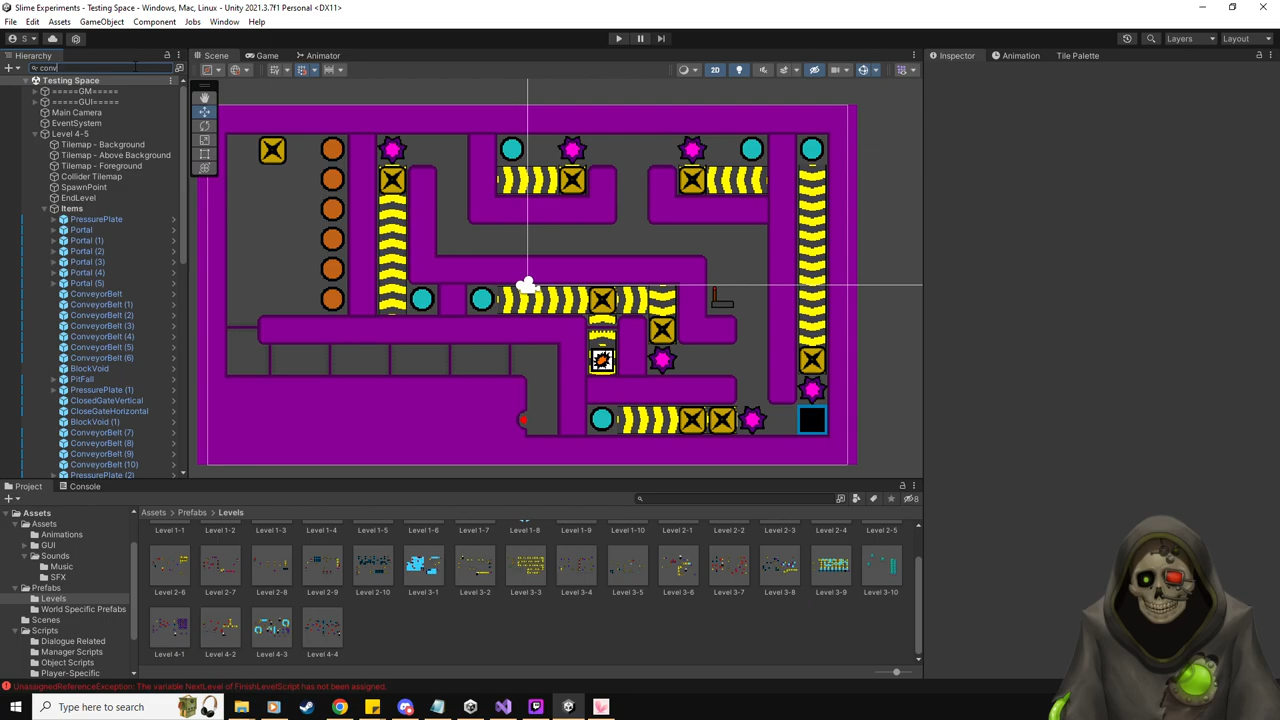 Slime Experiments - Testing Space - Windows, Mac, Linux - Unity 2021.3.7f1 Personal <DX11>
File Edit Assets GameObject Component Jobs Window Help
S Layers Layout
Hierarchy Scene Game Animator Inspector Animation Tile Palette
conv 2D
Testing Space
=====GM=====
=====GUI=====
Main Camera
EventSystem
Level 4-5
Tilemap - Background
Tilemap - Above Background
Tilemap - Foreground
Collider Tilemap
SpawnPoint
EndLevel
Items
PressurePlate
Portal
Portal (1)
Portal (2)
Portal (3)
Portal (4)
Portal (5)
ConveyorBelt
ConveyorBelt (1)
ConveyorBelt (2)
ConveyorBelt (3)
ConveyorBelt (4)
ConveyorBelt (5)
ConveyorBelt (6)
BlockVoid
PitFall
PressurePlate (1)
ClosedGateVertical
CloseGateHorizontal
BlockVoid (1)
ConveyorBelt (7)
ConveyorBelt (8)
ConveyorBelt (9)
ConveyorBelt (10)
PressurePlate (2)
Project Console
8
Assets
Assets
Animations
GUI
Sounds
Music
SFX
Prefabs
Levels
World Specific Prefabs
Scenes
Scripts
Dialogue Related
Manager Scripts
Object Scripts
Player-Specific
Assets > Prefabs > Levels
Level 1-1 Level 1-2 Level 1-3 Level 1-4 Level 1-5 Level 1-6 Level 1-7 Level 1-8 Level 1-9 Level 1-10 Level 2-1 Level 2-2 Level 2-3 Level 2-4 Level 2-5
Level 2-6 Level 2-7 Level 2-8 Level 2-9 Level 2-10 Level 3-1 Level 3-2 Level 3-3 Level 3-4 Level 3-5 Level 3-6 Level 3-7 Level 3-8 Level 3-9 Level 3-10
Level 4-1 Level 4-2 Level 4-3 Level 4-4
UnassignedReferenceException: The variable NextLevel of FinishLevelScript has not been assigned.
Type here to search